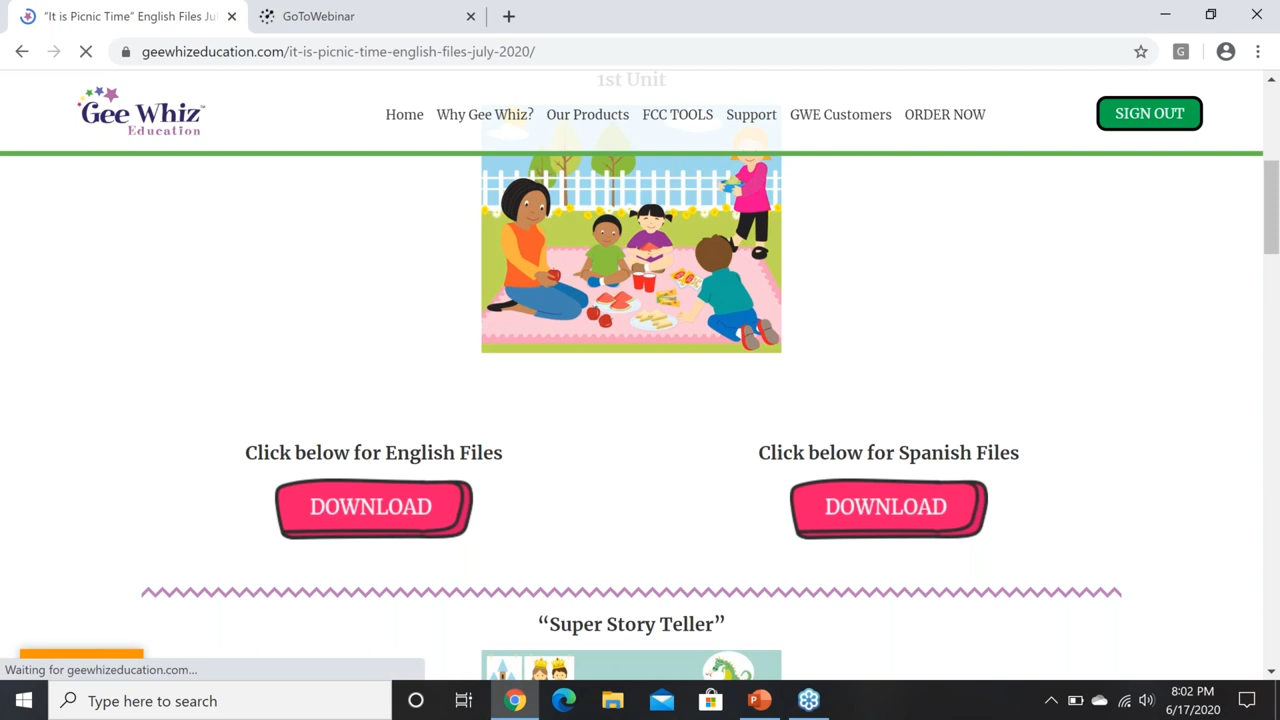 “It is Picnic Time” English Files Ju
GoToWebinar
geewhizeducation.com/it-is-picnic-time-english-files-july-2020/
G
1st Unit
Gee Whiz™
Education
Home Why Gee Whiz? Our Products FCC TOOLS Support GWE Customers ORDER NOW
SIGN OUT
Click below for English Files
Click below for Spanish Files
DOWNLOAD
DOWNLOAD
“Super Story Teller”
Waiting for geewhizeducation.com...
Type here to search
8:02 PM
6/17/2020